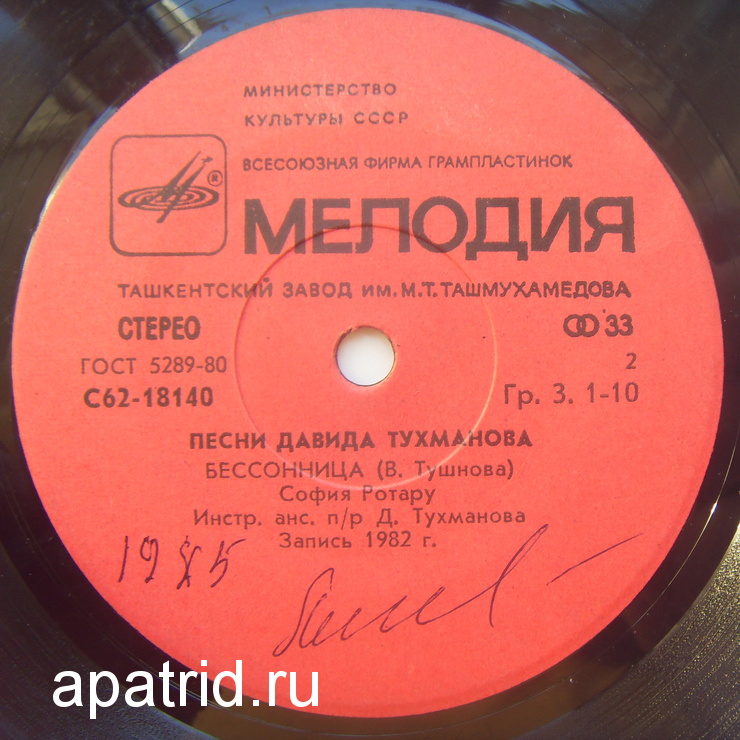 МИНИСТЕРСТВО
КУЛЬТУРЫ СССР
ВСЕСОЮЗНАЯ ФИРМА ГРАМПЛАСТИНОК
®
МЕЛОДИЯ
ТАШКЕНТСКИЙ ЗАВОД ИМ. М.Т. ТАШМУХАМЕДОВА
СТЕРЕО 33
ГОСТ 5289-80 2
С62-18140 Гр. 3. 1-10
ПЕСНИ ДАВИДА ТУХМАНОВА
БЕССОННИЦА (В. Тушнова)
София Ротару
Инстр. анс. п/р Д. Тухманова
Запись 1982 г.
1985
apatrid.ru